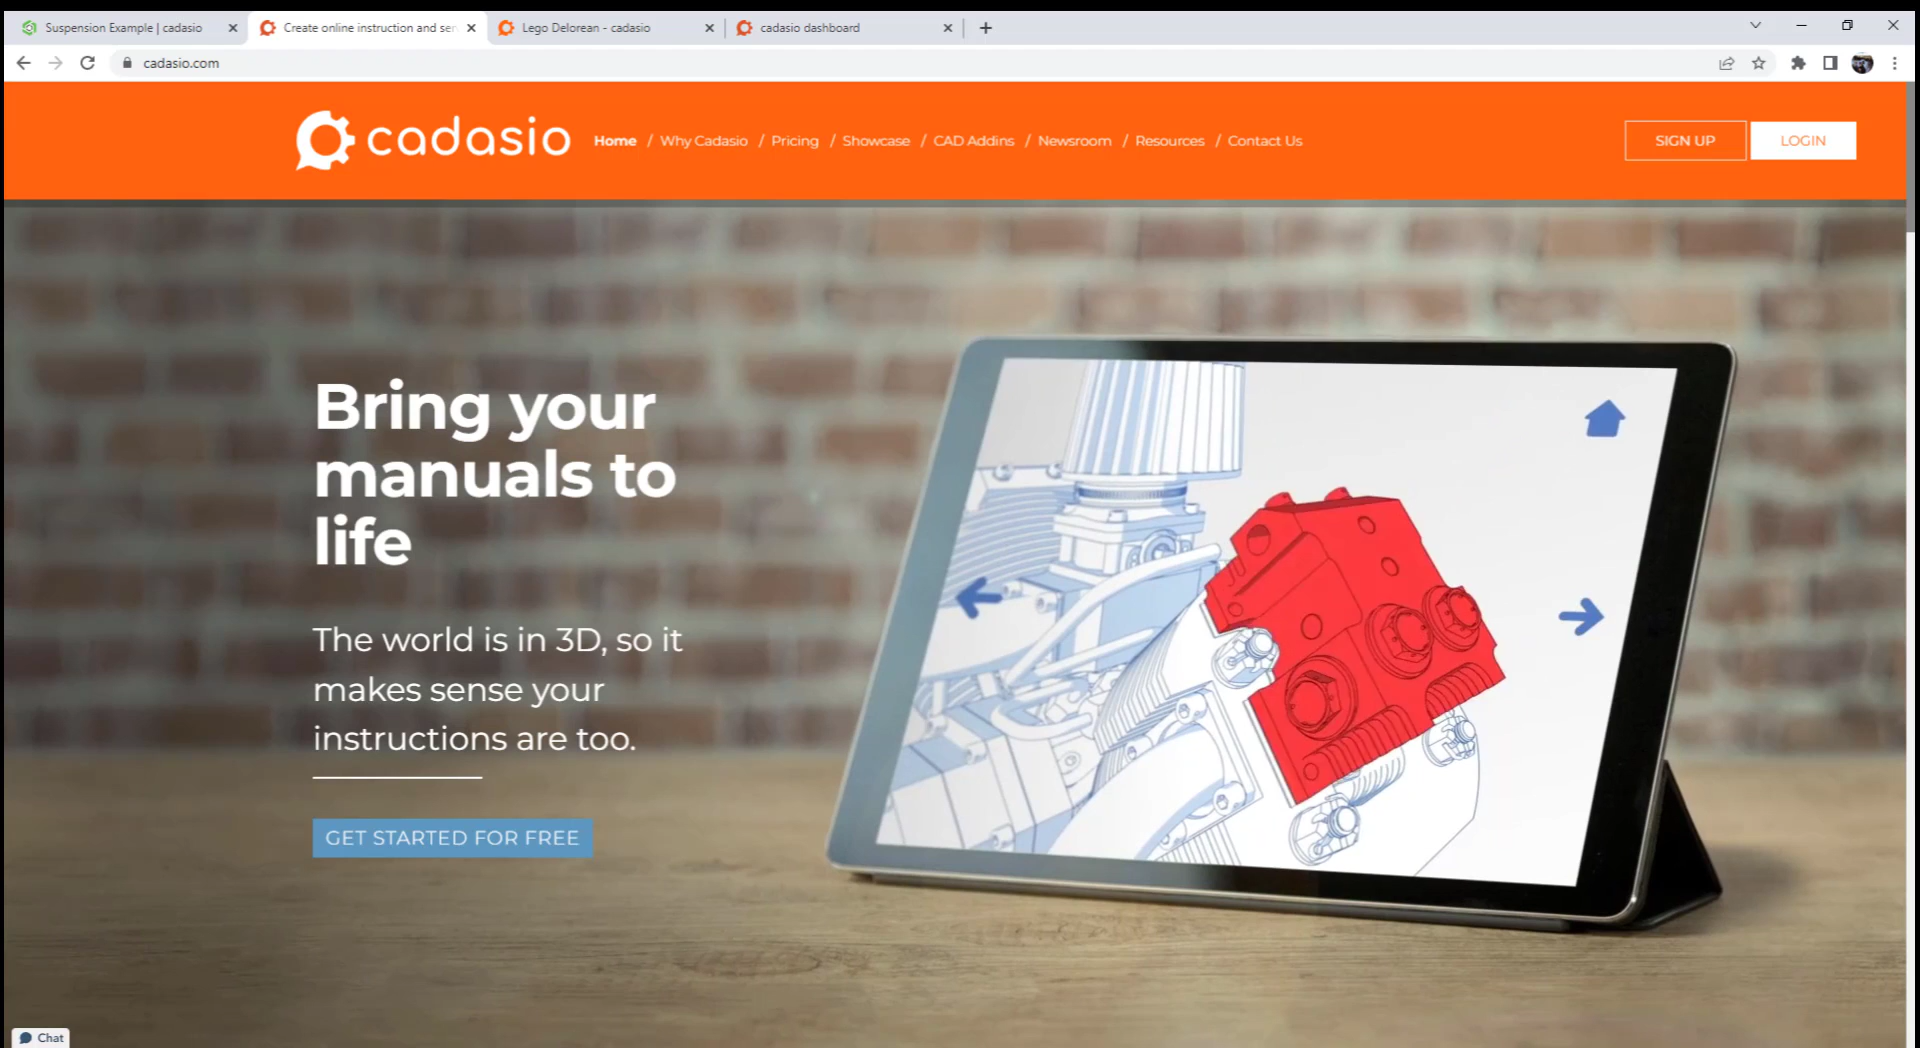 Suspension Example | cadasio
Create online instruction and ser
Lego Delorean - cadasio
cadasio dashboard
cadasio.com
cadasio
Home / Why Cadasio / Pricing / Showcase / CAD Addins / Newsroom / Resources / Contact Us
SIGN UP
LOGIN
Bring your
manuals to
life
The world is in 3D, so it
makes sense your
instructions are too.
GET STARTED FOR FREE
Chat